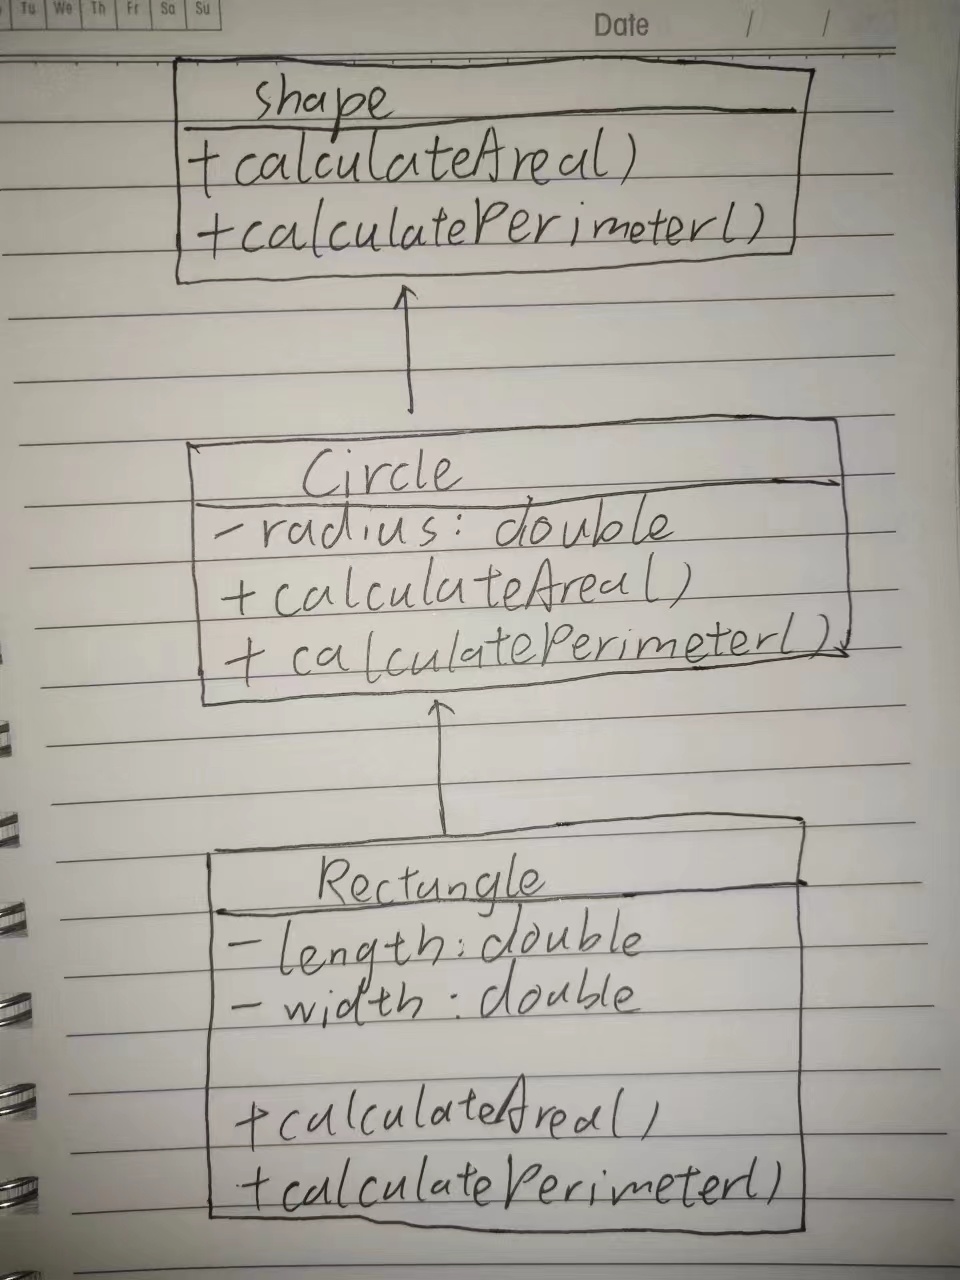 Tu We Th Fr Sa Su
Date / /
shape
+calculateArea()
+calculatePerimeter()
Circle
-radius: double
+calculateArea()
+calculatePerimeter()
Rectangle
-length:double
-width:double
+calculateArea()
+calculatePerimeter()